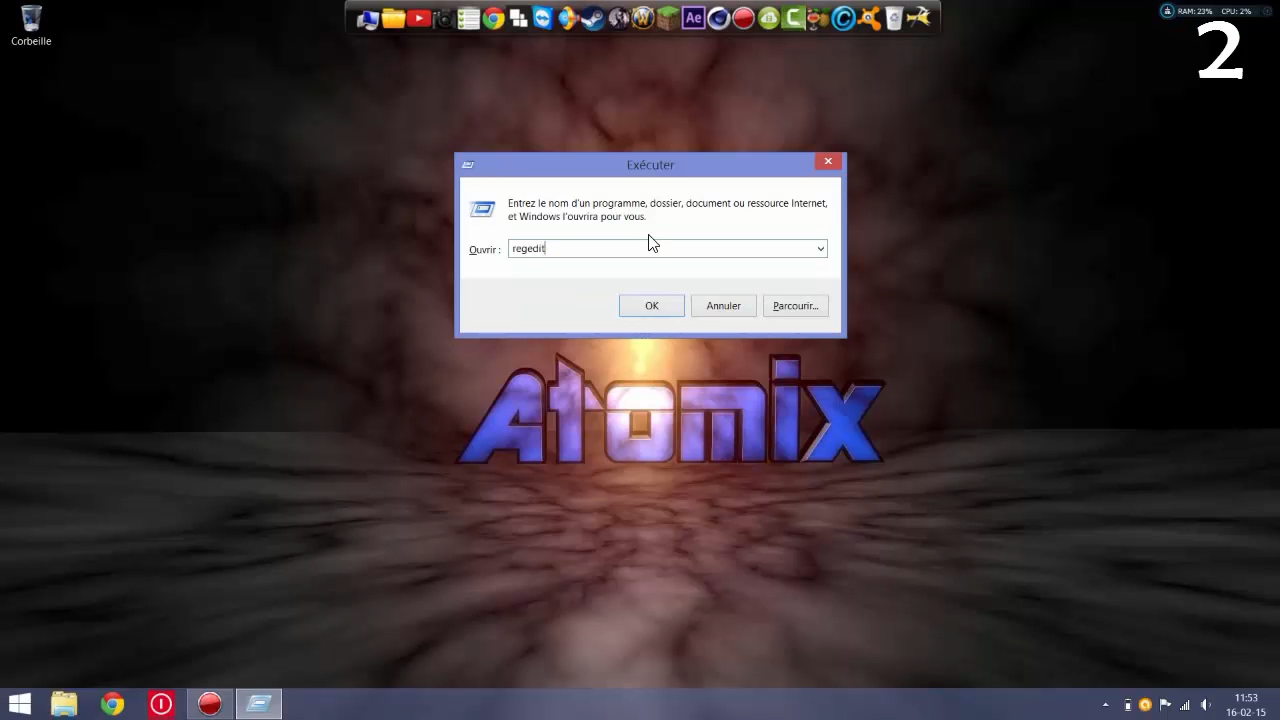 RAM: 23% CPU: 2%
2
Corbeille
Ae
Exécuter
Entrez le nom d'un programme, dossier, document ou ressource Internet,
et Windows l'ouvrira pour vous.
Ouvrir : regedit
OK Annuler Parcourir...
Atomix
11:53
16-02-15